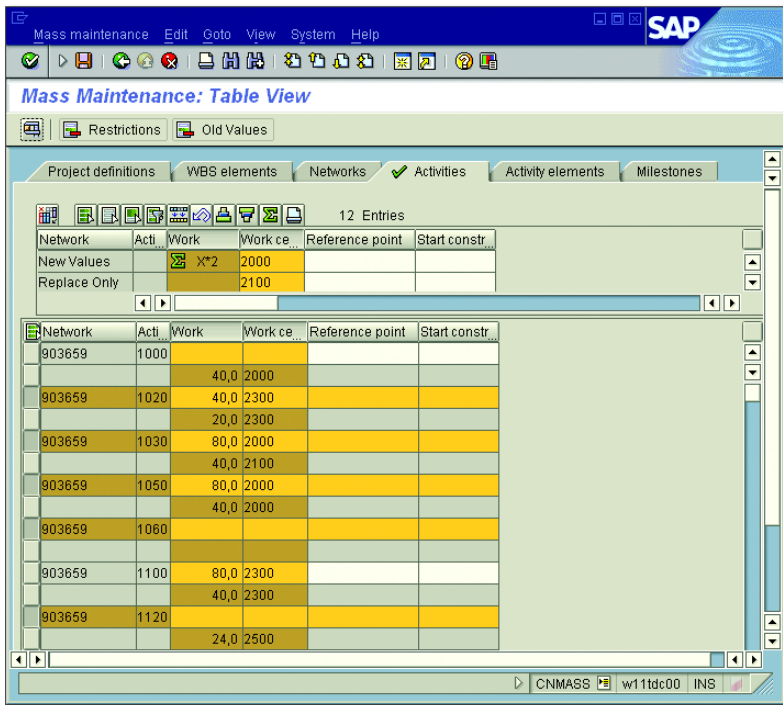 Mass maintenance Edit Goto View System Help
SAP
Mass Maintenance: Table View
Restrictions Old Values
Project definitions WBS elements Networks Activities Activity elements Milestones
12 Entries
Network Acti... Work Work ce... Reference point Start constr...
New Values Σ X*2 2000
Replace Only 2100
Network Acti... Work Work ce... Reference point Start constr...
903659 1000
40,0 2000
903659 1020 40,0 2300
20,0 2300
903659 1030 80,0 2000
40,0 2100
903659 1050 80,0 2000
40,0 2000
903659 1060
903659 1100 80,0 2300
40,0 2300
903659 1120
24,0 2500
CNMASS w11tdc00 INS